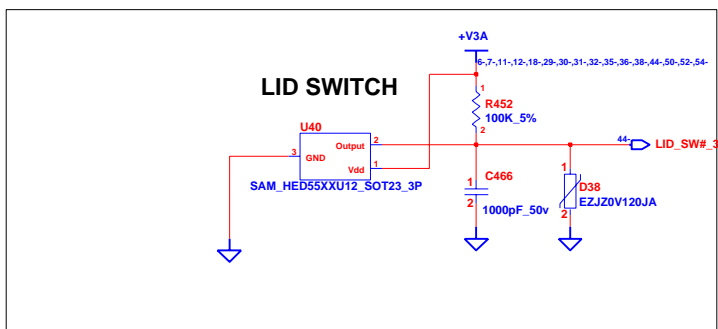 +V3A
6-,7-,11-,12-,18-,29-,30-,31-,32-,35-,36-,38-,44-,50-,52-,54-
LID SWITCH
1
R452
100K_5%
2
U40
Output
2
44-
LID_SW#_3
3
GND
Vdd
1
SAM_HED55XXU12_SOT23_3P
1
C466
2
1000pF_50v
1
D38
EZJZ0V120JA
2